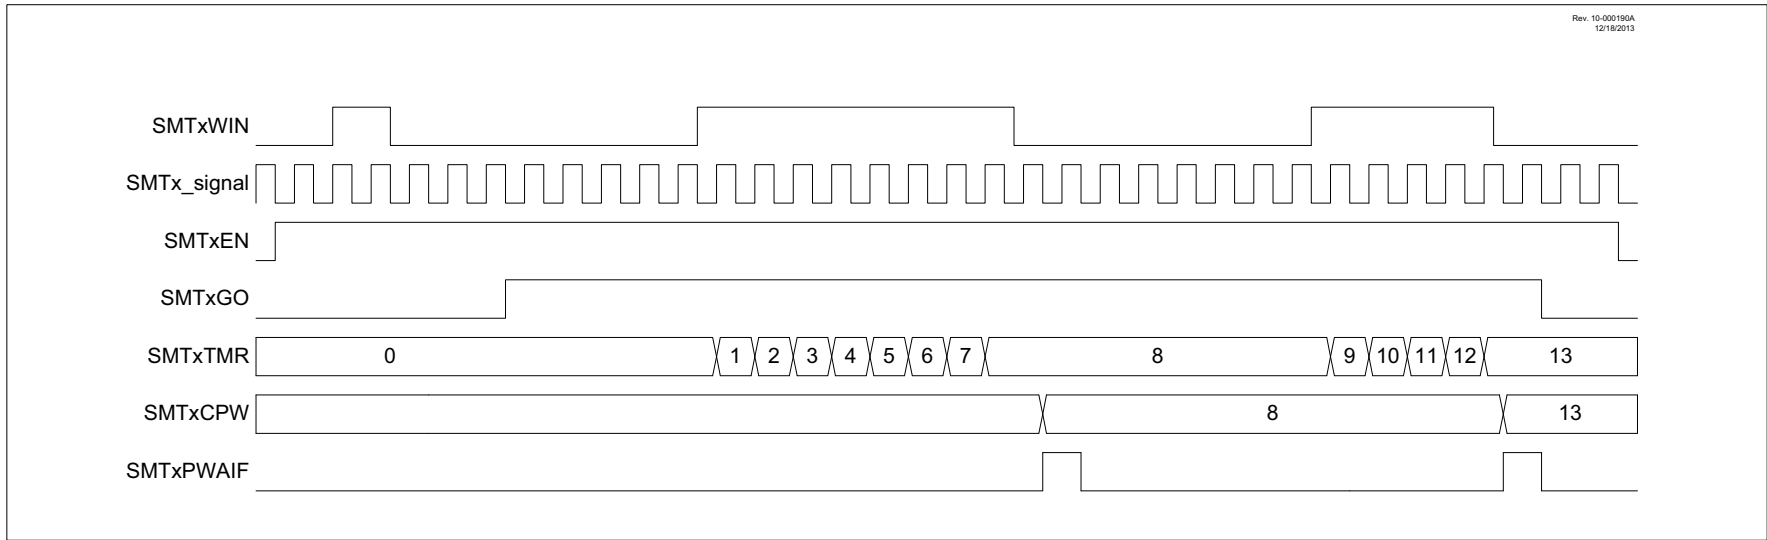 Rev. 10-000190A
12/18/2013
SMTxWIN
SMTx_signal
SMTxEN
SMTxGO
SMTxTMR 0 1 2 3 4 5 6 7 8 9 10 11 12 13
SMTxCPW 8 13
SMTxPWAIF